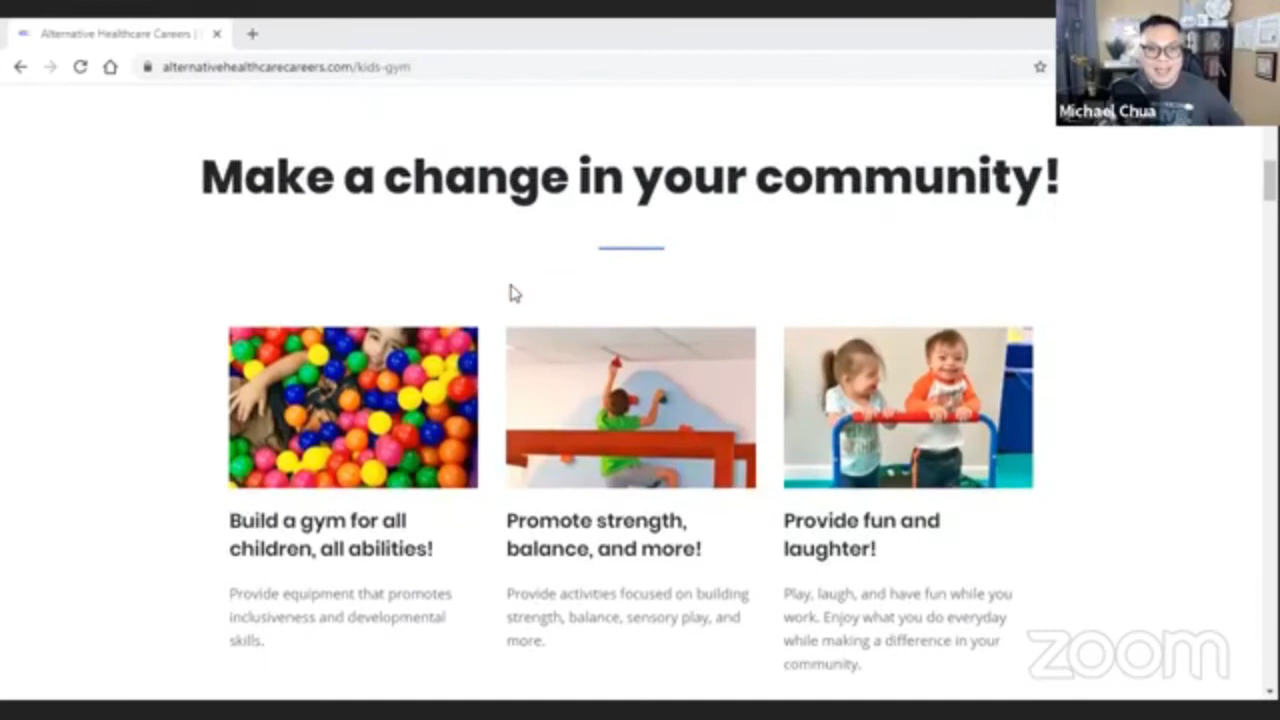 Alternative Healthcare Careers |
alternativehealthcarecareers.com/kids-gym
Michael Chua
Make a change in your community!
Build a gym for all
children, all abilities!
Provide equipment that promotes
inclusiveness and developmental
skills.
Promote strength,
balance, and more!
Provide activities focused on building
strength, balance, sensory play, and
more.
Provide fun and
laughter!
Play, laugh, and have fun while you
work. Enjoy what you do everyday
while making a difference in your
community.
zoom